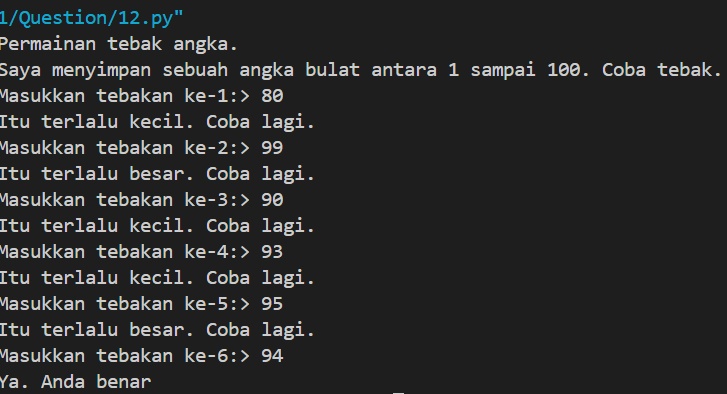 1/Question/12.py"
Permainan tebak angka.
Saya menyimpan sebuah angka bulat antara 1 sampai 100. Coba tebak.
Masukkan tebakan ke-1:> 80
Itu terlalu kecil. Coba lagi.
Masukkan tebakan ke-2:> 99
Itu terlalu besar. Coba lagi.
Masukkan tebakan ke-3:> 90
Itu terlalu kecil. Coba lagi.
Masukkan tebakan ke-4:> 93
Itu terlalu kecil. Coba lagi.
Masukkan tebakan ke-5:> 95
Itu terlalu besar. Coba lagi.
Masukkan tebakan ke-6:> 94
Ya. Anda benar